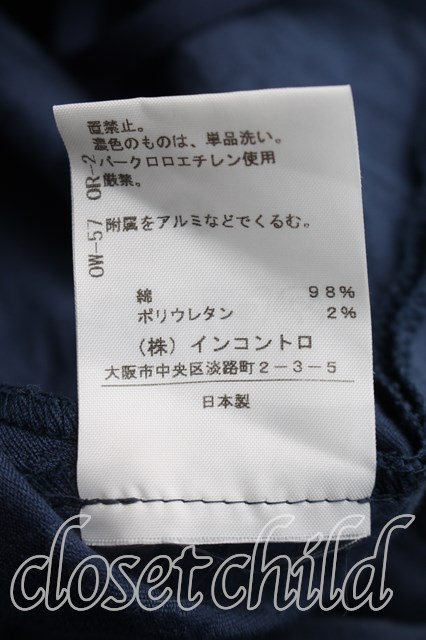 置禁止。
濃色のものは、単品洗い。
パークロロエチレン使用
厳禁。
附属をアルミなどでくるむ。
OW-57 OR-2
綿 98%
ポリウレタン 2%
(株)インコントロ
大阪市中央区淡路町2-3-5
日本製
closetchild